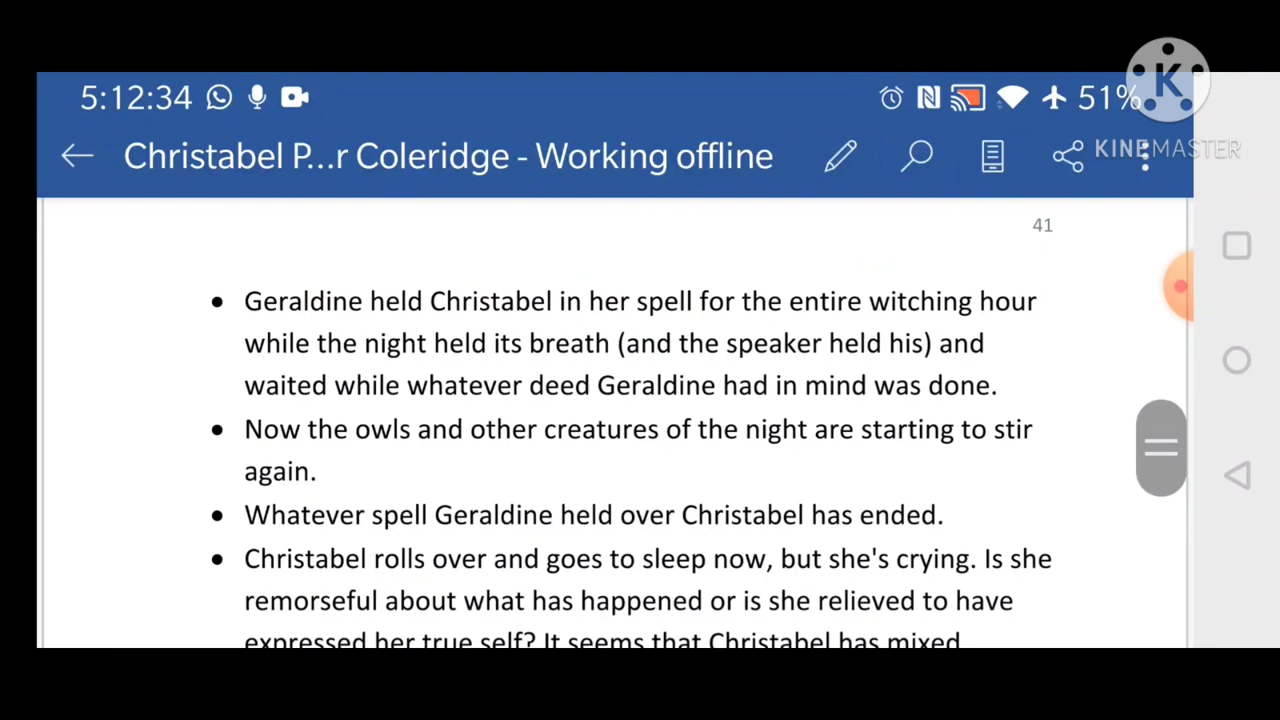 5:12:34 51%
K
KINEMASTER
Christabel P...r Coleridge - Working offline
41
• Geraldine held Christabel in her spell for the entire witching hour
while the night held its breath (and the speaker held his) and
waited while whatever deed Geraldine had in mind was done.
• Now the owls and other creatures of the night are starting to stir
again.
• Whatever spell Geraldine held over Christabel has ended.
• Christabel rolls over and goes to sleep now, but she's crying. Is she
remorseful about what has happened or is she relieved to have
expressed her true self? It seems that Christabel has mixed